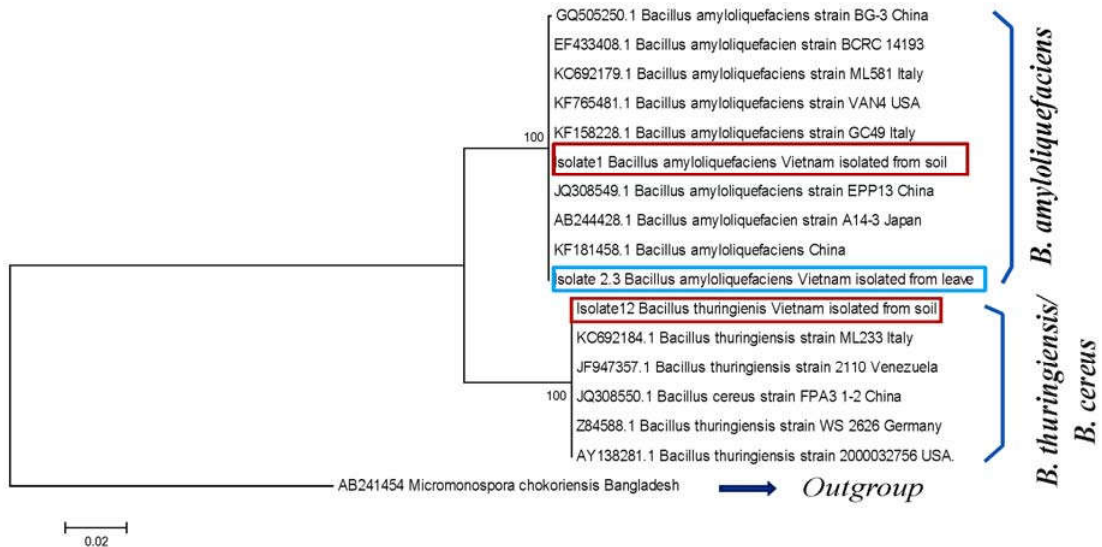 GQ505250.1 Bacillus amyloliquefaciens strain BG-3 China
EF433408.1 Bacillus amyloliquefacien strain BCRC 14193
KC692179.1 Bacillus amyloliquefaciens strain ML581 Italy
KF765481.1 Bacillus amyloliquefaciens strain VAN4 USA
KF158228.1 Bacillus amyloliquefaciens strain GC49 Italy
100
Isolate1 Bacillus amyloliquefaciens Vietnam isolated from soil
JQ308549.1 Bacillus amyloliquefaciens strain EPP13 China
AB244428.1 Bacillus amyloliquefacien strain A14-3 Japan
KF181458.1 Bacillus amyloliquefaciens China
Isolate 2.3 Bacillus amyloliquefaciens Vietnam isolated from leave
B. amyloliquefaciens
Isolate12 Bacillus thuringienis Vietnam isolated from soil
KC692184.1 Bacillus thuringiensis strain ML233 Italy
JF947357.1 Bacillus thuringiensis strain 2110 Venezuela
100
JQ308550.1 Bacillus cereus strain FPA3 1-2 China
Z84588.1 Bacillus thuringiensis strain WS 2626 Germany
AY138281.1 Bacillus thuringiensis strain 2000032756 USA.
B. thuringiensis/
B. cereus
AB241454 Micromonospora chokoriensis Bangladesh
Outgroup
0.02